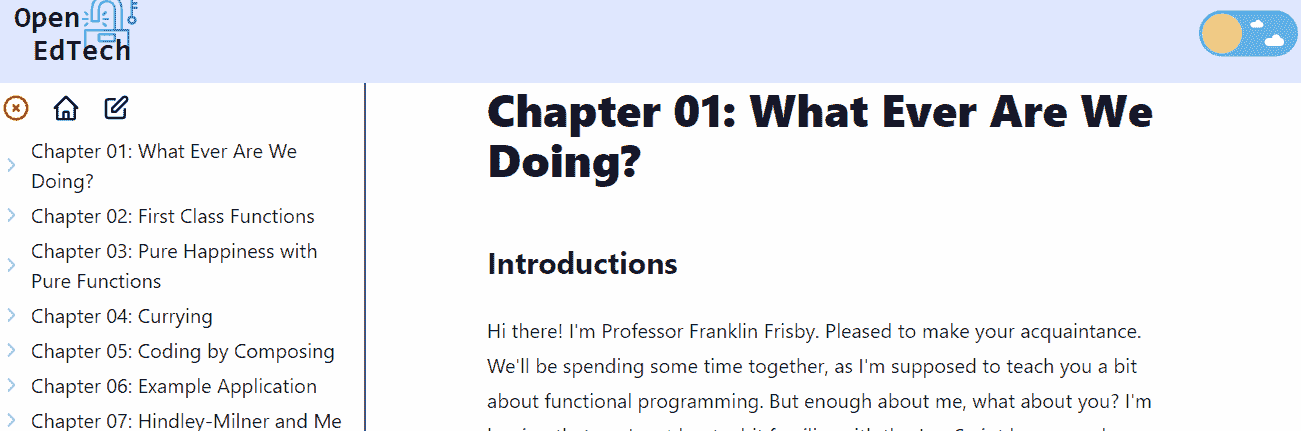 Open
EdTech
Chapter 01: What Ever Are We
Doing?
Chapter 02: First Class Functions
Chapter 03: Pure Happiness with
Pure Functions
Chapter 04: Currying
Chapter 05: Coding by Composing
Chapter 06: Example Application
Chapter 07: Hindley-Milner and Me
Chapter 01: What Ever Are We
Doing?
Introductions
Hi there! I'm Professor Franklin Frisby. Pleased to make your acquaintance.
We'll be spending some time together, as I'm supposed to teach you a bit
about functional programming. But enough about me, what about you? I'm